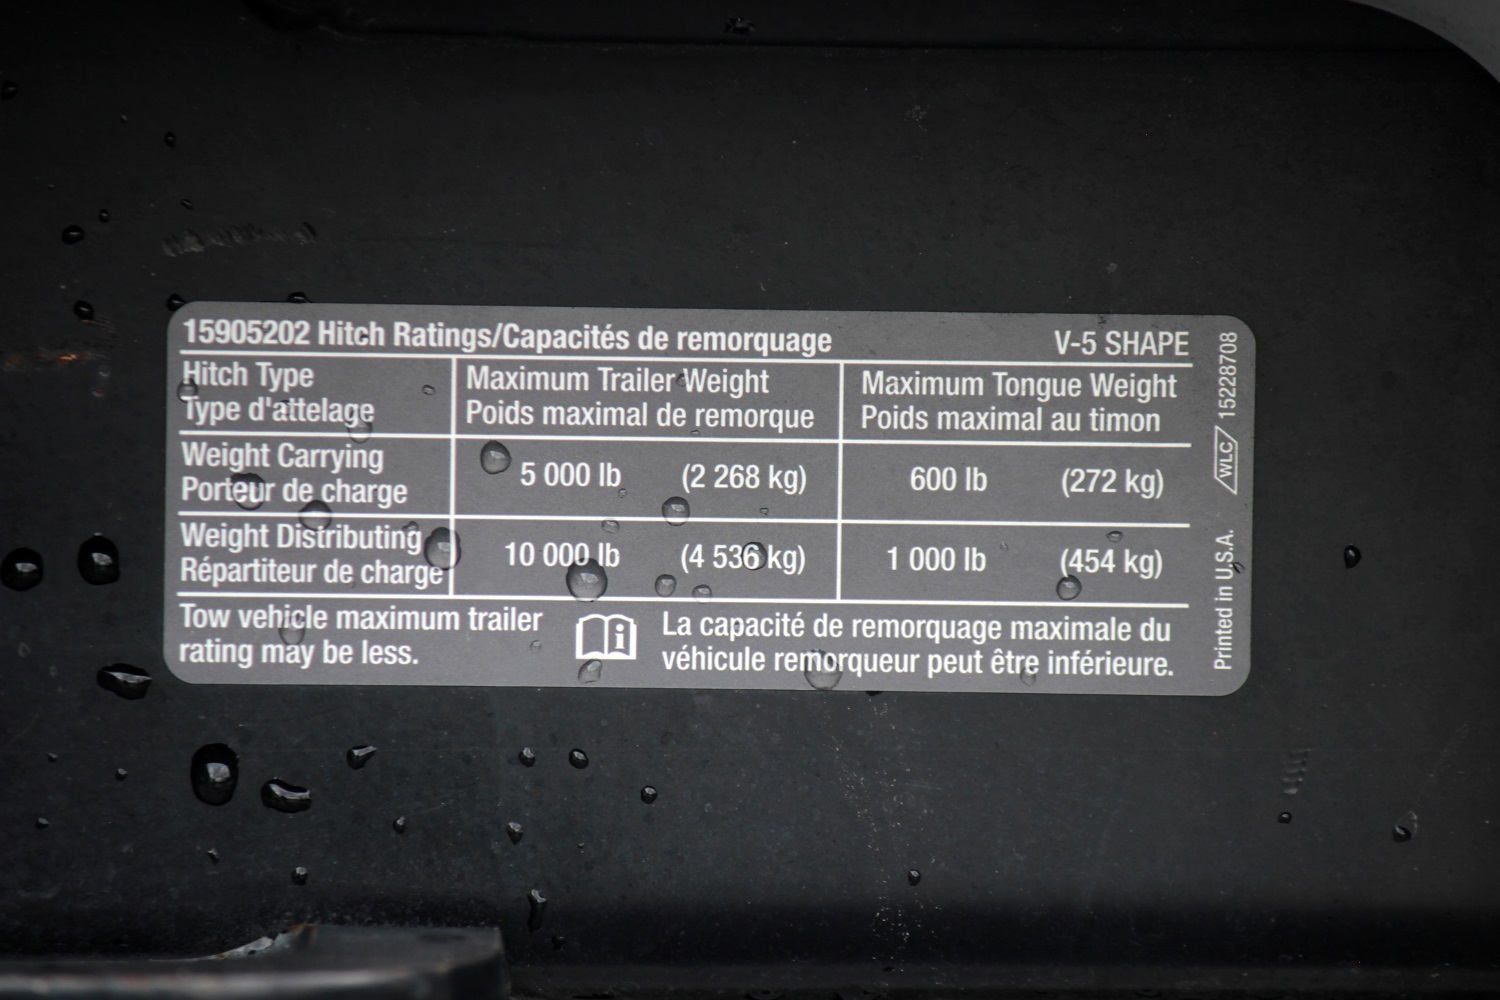 15905202 Hitch Ratings/Capacités de remorquage V-5 SHAPE
Hitch Type
Type d'attelage
Maximum Trailer Weight
Poids maximal de remorque
Maximum Tongue Weight
Poids maximal au timon
Weight Carrying
Porteur de charge
5 000 lb (2 268 kg) 600 lb (272 kg)
Weight Distributing
Répartiteur de charge
10 000 lb (4 536 kg) 1 000 lb (454 kg)
Tow vehicle maximum trailer
rating may be less.
La capacité de remorquage maximale du
véhicule remorqueur peut être inférieure.
Printed in U.S.A. WLC 15228708